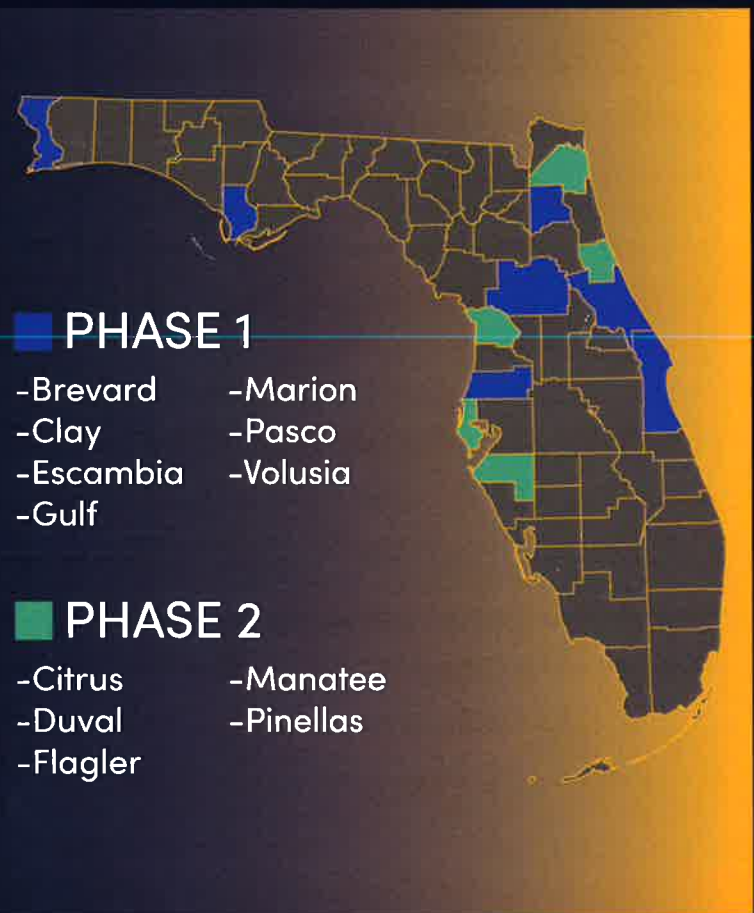 PHASE 1
-Brevard
-Clay
-Escambia
-Gulf
-Marion
-Pasco
-Volusia
PHASE 2
-Citrus
-Duval
-Flagler
-Manatee
-Pinellas